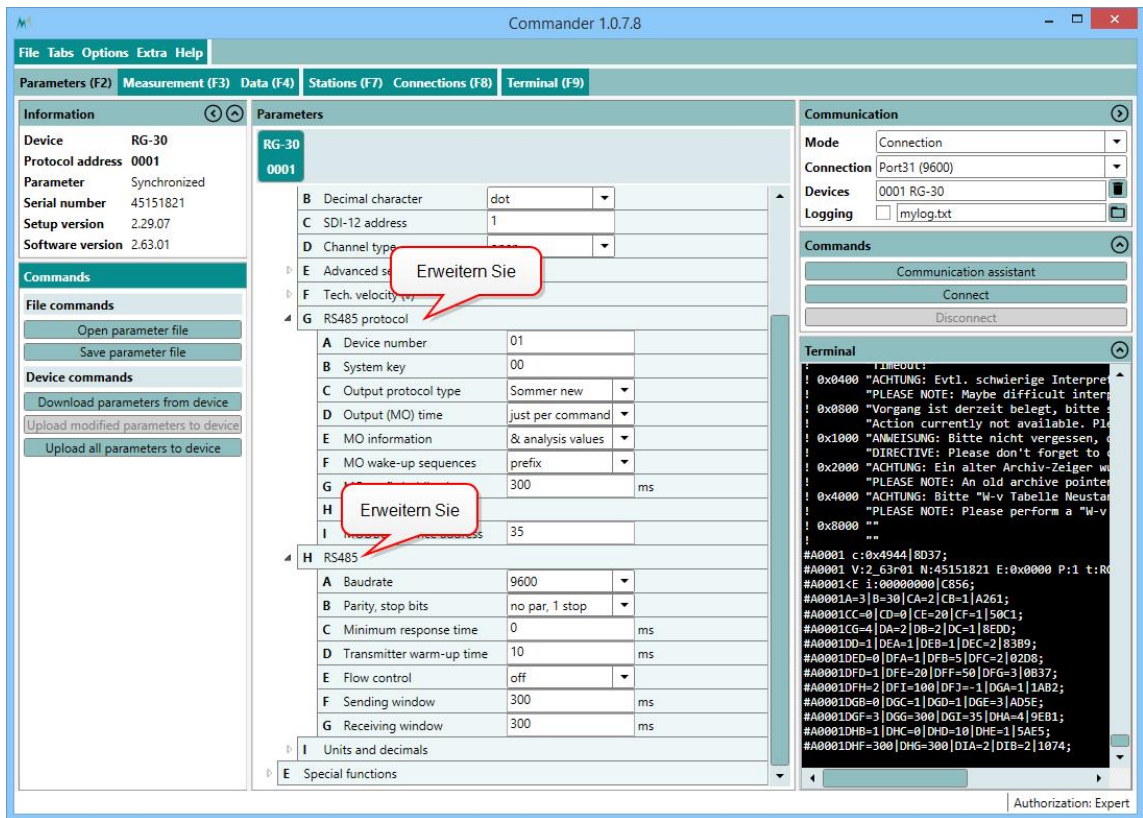 Commander 1.0.7.8
File Tabs Options Extra Help
Parameters (F2) Measurement (F3) Data (F4) Stations (F7) Connections (F8) Terminal (F9)
Information
Device RG-30
Protocol address 0001
Parameter Synchronized
Serial number 45151821
Setup version 2.29.07
Software version 2.63.01
Commands
File commands
Open parameter file
Save parameter file
Device commands
Download parameters from device
Upload modified parameters to device
Upload all parameters to device
Parameters
RG-30
0001
B Decimal character dot
C SDI-12 address 1
D Channel type
E Advanced
Erweitern Sie
F Tech. velocity
G RS485 protocol
A Device number 01
B System key 00
C Output protocol type Sommer new
D Output (MO) time just per command
E MO information & analysis values
F MO wake-up sequences prefix
G 300 ms
H
Erweitern Sie
I address 35
H RS485
A Baudrate 9600
B Parity, stop bits no par, 1 stop
C Minimum response time 0 ms
D Transmitter warm-up time 10 ms
E Flow control off
F Sending window 300 ms
G Receiving window 300 ms
I Units and decimals
E Special functions
Communication
Mode Connection
Connection Port31 (9600)
Devices 0001 RG-30
Logging mylog.txt
Commands
Communication assistant
Connect
Disconnect
Terminal
! Timeout!
! 0x0400 "ACHTUNG: Evtl. schwierige Interpret
! "PLEASE NOTE: Maybe difficult interp
! 0x0800 "Vorgang ist derzeit belegt, bitte s
! "Action currently not available. Ple
! 0x1000 "ANWEISUNG: Bitte nicht vergessen, d
! "DIRECTIVE: Please don't forget to
! 0x2000 "ACHTUNG: Ein alter Archiv-Zeiger wu
! "PLEASE NOTE: An old archive pointer
! 0x4000 "ACHTUNG: Bitte "W-v Tabelle Neustar
! "PLEASE NOTE: Please perform a "W-v
! 0x8000 ""
! ""
#A0001 c:0x4944|8D37;
#A0001 V:2_63r01 N:45151821 E:0x0000 P:1 t:RG
#A0001<E i:00000000|C856;
#A0001A=3|B=30|CA=2|CB=1|A261;
#A0001CC=0|CD=0|CE=20|CF=1|50C1;
#A0001CG=4|DA=2|DB=2|DC=1|8EDD;
#A0001DD=1|DEA=1|DEB=1|DEC=2|83B9;
#A0001DED=0|DFA=1|DFB=5|DFC=2|02D8;
#A0001DFD=1|DFE=20|DFF=50|DFG=3|0B37;
#A0001DFH=2|DFI=100|DFJ=-1|DGA=1|1AB2;
#A0001DGB=0|DGC=1|DGD=1|DGE=3|AD5E;
#A0001DGF=3|DGG=300|DGI=35|DHA=4|9EB1;
#A0001DHB=1|DHC=0|DHD=10|DHE=1|5AE5;
#A0001DHF=300|DHG=300|DIA=2|DIB=2|1074;
Authorization: Expert